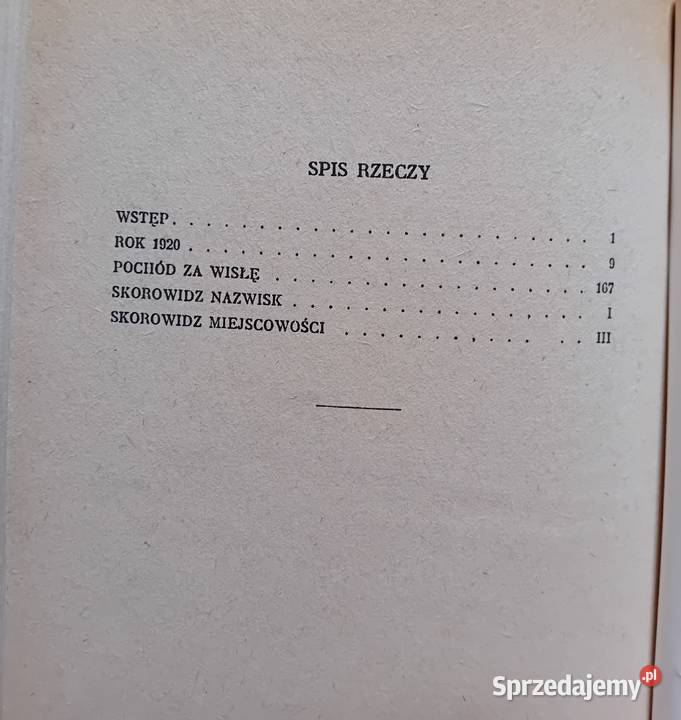 SPIS RZECZY
WSTĘP. . . . . . . . . . . . . . . . . . . . . . . . 1
ROK 1920 . . . . . . . . . . . . . . . . . . . . . . . 9
POCHÓD ZA WISŁĘ . . . . . . . . . . . . . . . . . . 167
SKOROWIDZ NAZWISK . . . . . . . . . . . . . . . . . I
SKOROWIDZ MIEJSCOWOŚCI . . . . . . . . . . . . III
Sprzedajemy.pl